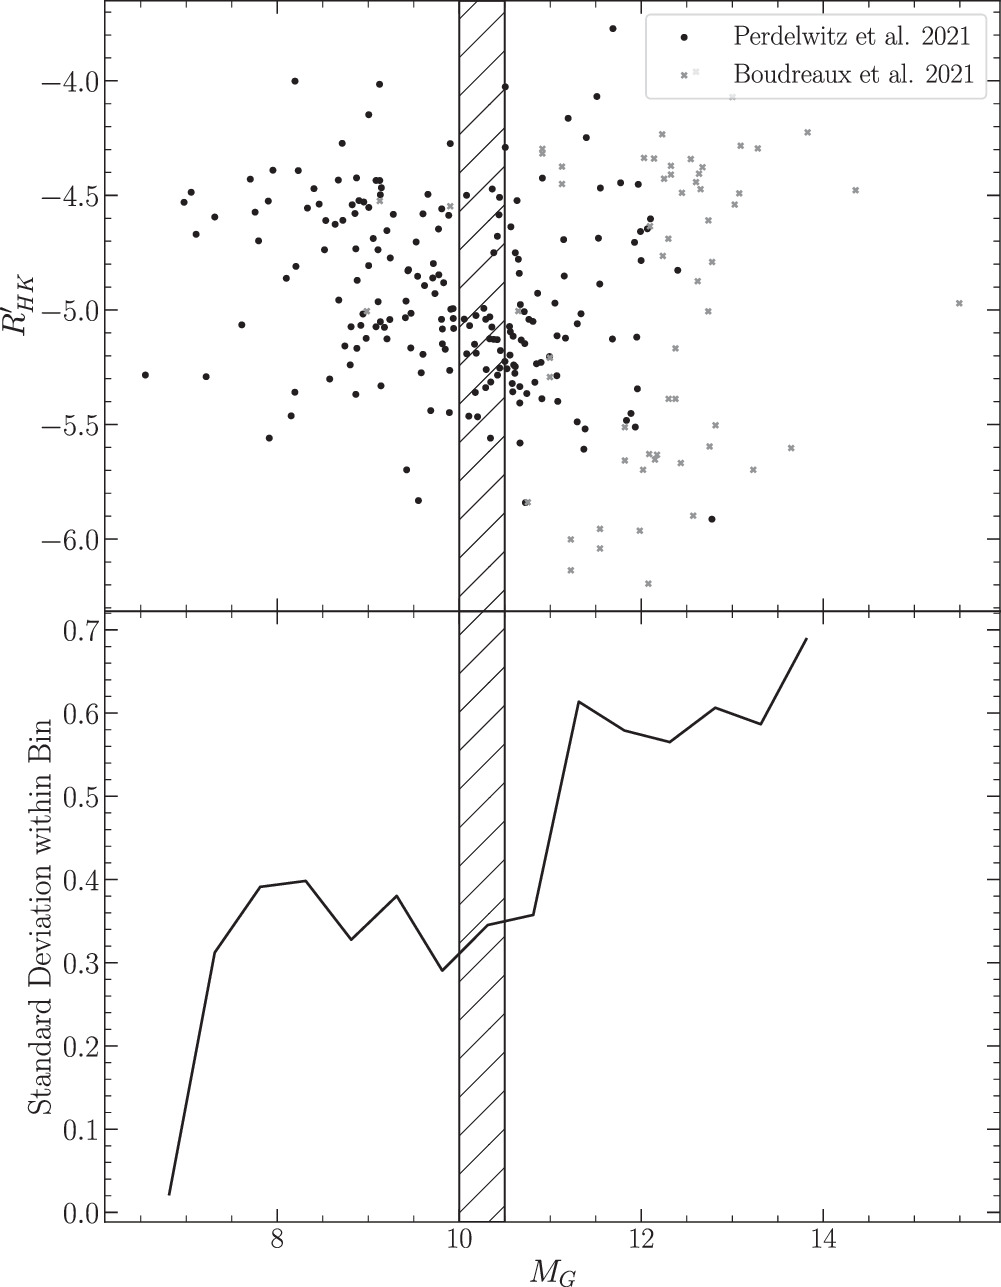 Perdelwitz et al. 2021
Boudreaux et al. 2021
−4.0
−4.5
−5.0
−5.5
−6.0
R′HK
0.7
0.6
0.5
0.4
0.3
0.2
0.1
0.0
Standard Deviation within Bin
8 10 12 14
MG